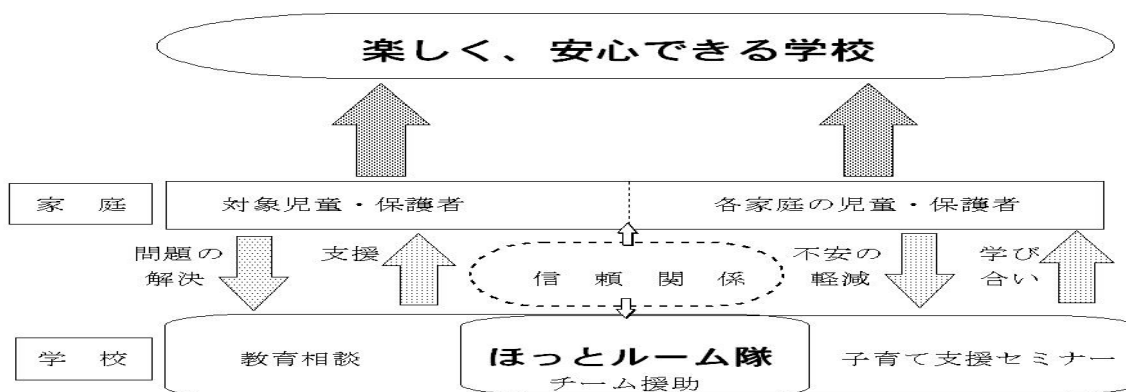 楽しく、安心できる学校
家　庭
対象児童・保護者
各家庭の児童・保護者
問題の
解決
支援
信　頼　関　係
不安の
軽減
学び
合い
学　校
教育相談
ほっとルーム隊
チーム援助
子育て支援セミナー